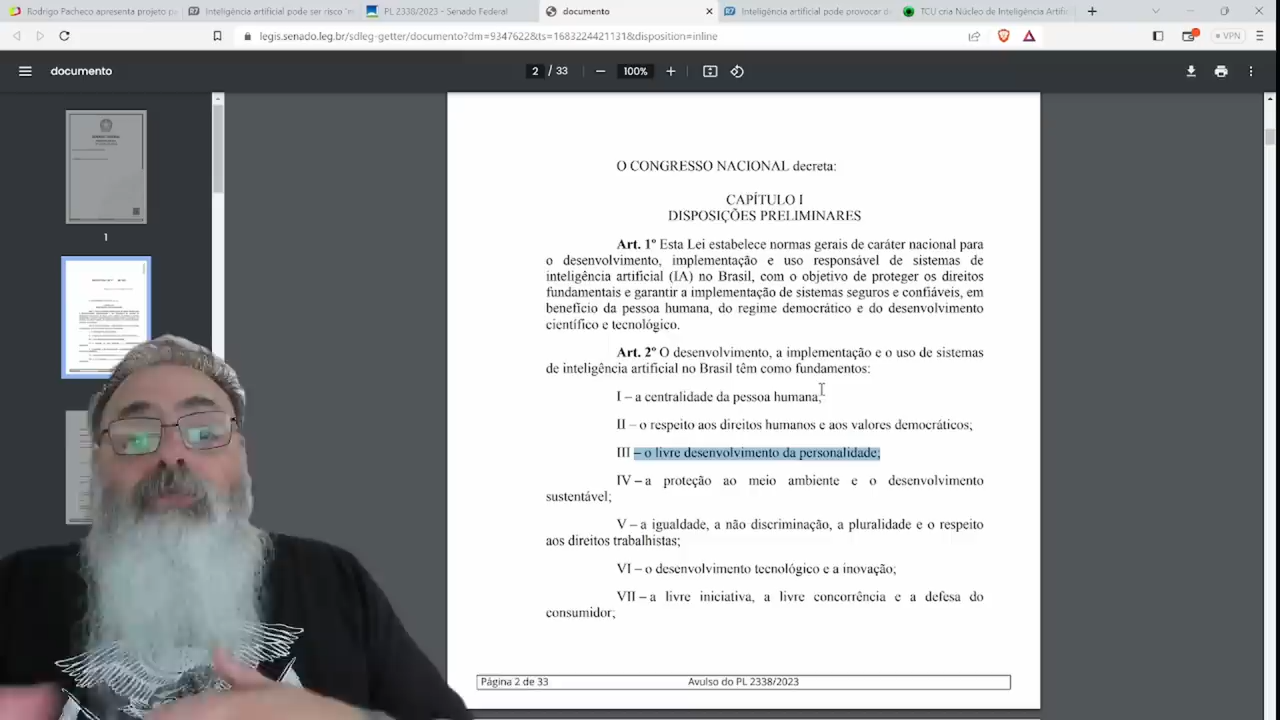 Rodrigo Pacheco apresenta projeto pa
Inteligência artificial pode ser risco "m
PL 2338/2023 - Senado Federal
documento
Inteligência artificial pode provocar d
TCU cria Núcleo de Inteligência Artific
legis.senado.leg.br/sdleg-getter/documento?dm=9347622&ts=1683224421131&disposition=inline
VPN
documento
2 / 33
100%
1
O CONGRESSO NACIONAL decreta:
CAPÍTULO I
DISPOSIÇÕES PRELIMINARES
Art. 1º Esta Lei estabelece normas gerais de caráter nacional para
o desenvolvimento, implementação e uso responsável de sistemas de
inteligência artificial (IA) no Brasil, com o objetivo de proteger os direitos
fundamentais e garantir a implementação de sistemas seguros e confiáveis, em
benefício da pessoa humana, do regime democrático e do desenvolvimento
científico e tecnológico.
Art. 2º O desenvolvimento, a implementação e o uso de sistemas
de inteligência artificial no Brasil têm como fundamentos:
I – a centralidade da pessoa humana;
II – o respeito aos direitos humanos e aos valores democráticos;
III – o livre desenvolvimento da personalidade;
IV – a proteção ao meio ambiente e o desenvolvimento
sustentável;
V – a igualdade, a não discriminação, a pluralidade e o respeito
aos direitos trabalhistas;
VI – o desenvolvimento tecnológico e a inovação;
VII – a livre iniciativa, a livre concorrência e a defesa do
consumidor;
Página 2 de 33
Avulso do PL 2338/2023